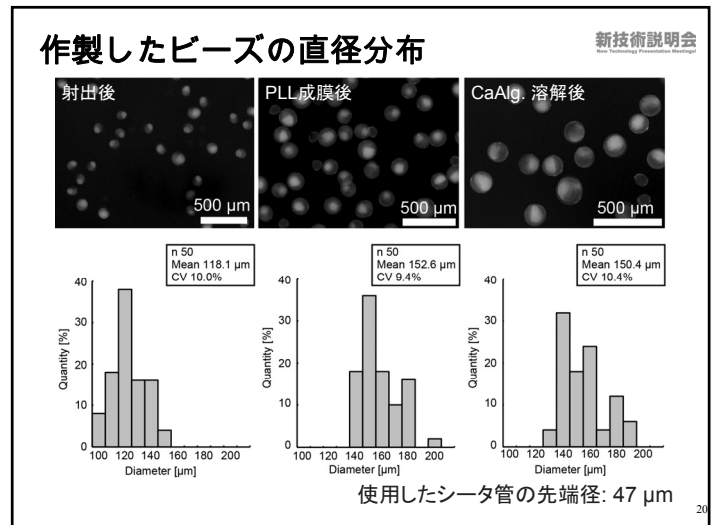 作製したビーズの直径分布
新技術説明会
New Technology Presentation Meetings!
射出後
500 µm
PLL成膜後
500 µm
CaAlg. 溶解後
500 µm
n 50
Mean 118.1 µm
CV 10.0%
40
30
20
10
0
Quantity [%]
100 120 140 160 180 200
Diameter [µm]
n 50
Mean 152.6 µm
CV 9.4%
40
30
20
10
0
Quantity [%]
100 120 140 160 180 200
Diameter [µm]
n 50
Mean 150.4 µm
CV 10.4%
40
30
20
10
0
Quantity [%]
100 120 140 160 180 200
Diameter [µm]
使用したシータ管の先端径: 47 µm
20